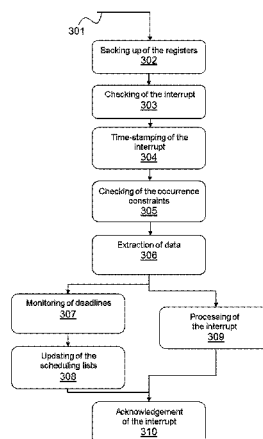 301
Backing up of the registers
302
Checking of the interrupt
303
Time-stamping of the
interrupt
304
Checking of the occurrence
constraints
305
Extraction of data
306
Monitoring of deadlines
307
Processing of
the interrupt
309
Updating of the
scheduling lists
308
Acknowledgement
of the interrupt
310